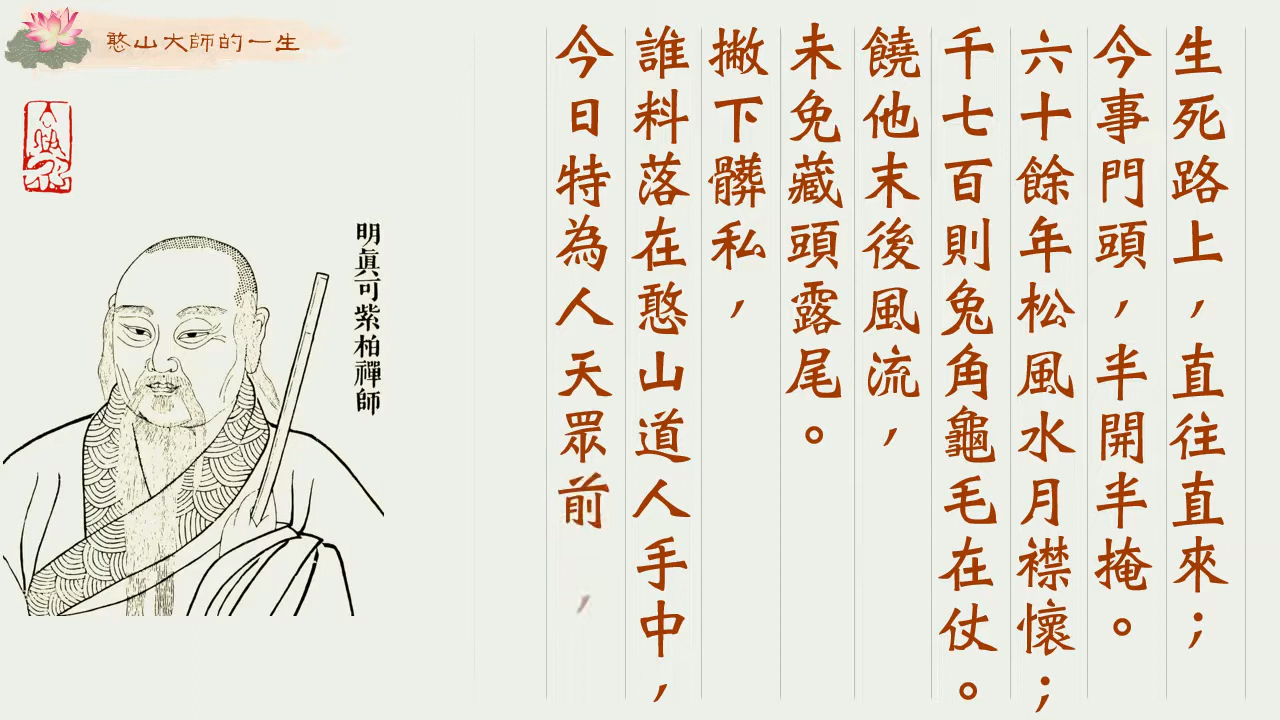 憨山大師的一生
明眞可紫柏禪師
生死路上，直往直來；
今事門頭，半開半掩。
六十餘年松風水月襟懷；
千七百則兔角龜毛在仗。
饒他末後風流，
未免藏頭露尾。
撇下髒私，
誰料落在憨山道人手中，
今日特為人天眾前，